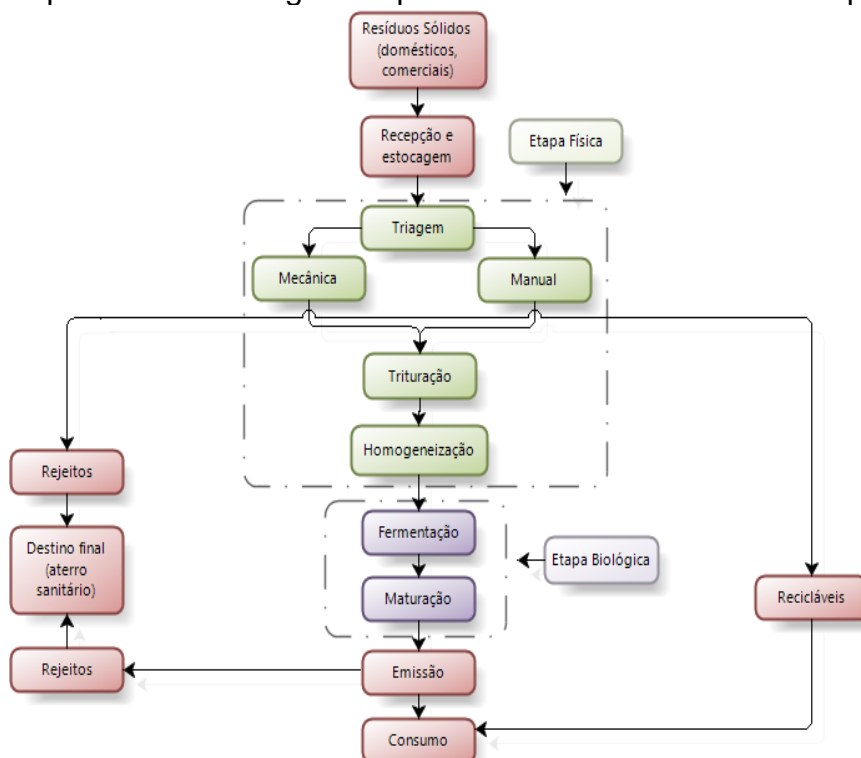 Resíduos Sólidos
(domésticos,
comerciais)
Recepção e
estocagem
Etapa Física
Triagem
Mecânica
Manual
Trituração
Homogeneização
Rejeitos
Fermentação
Destino final
(aterro
sanitário)
Etapa Biológica
Maturação
Recicláveis
Rejeitos
Emissão
Consumo